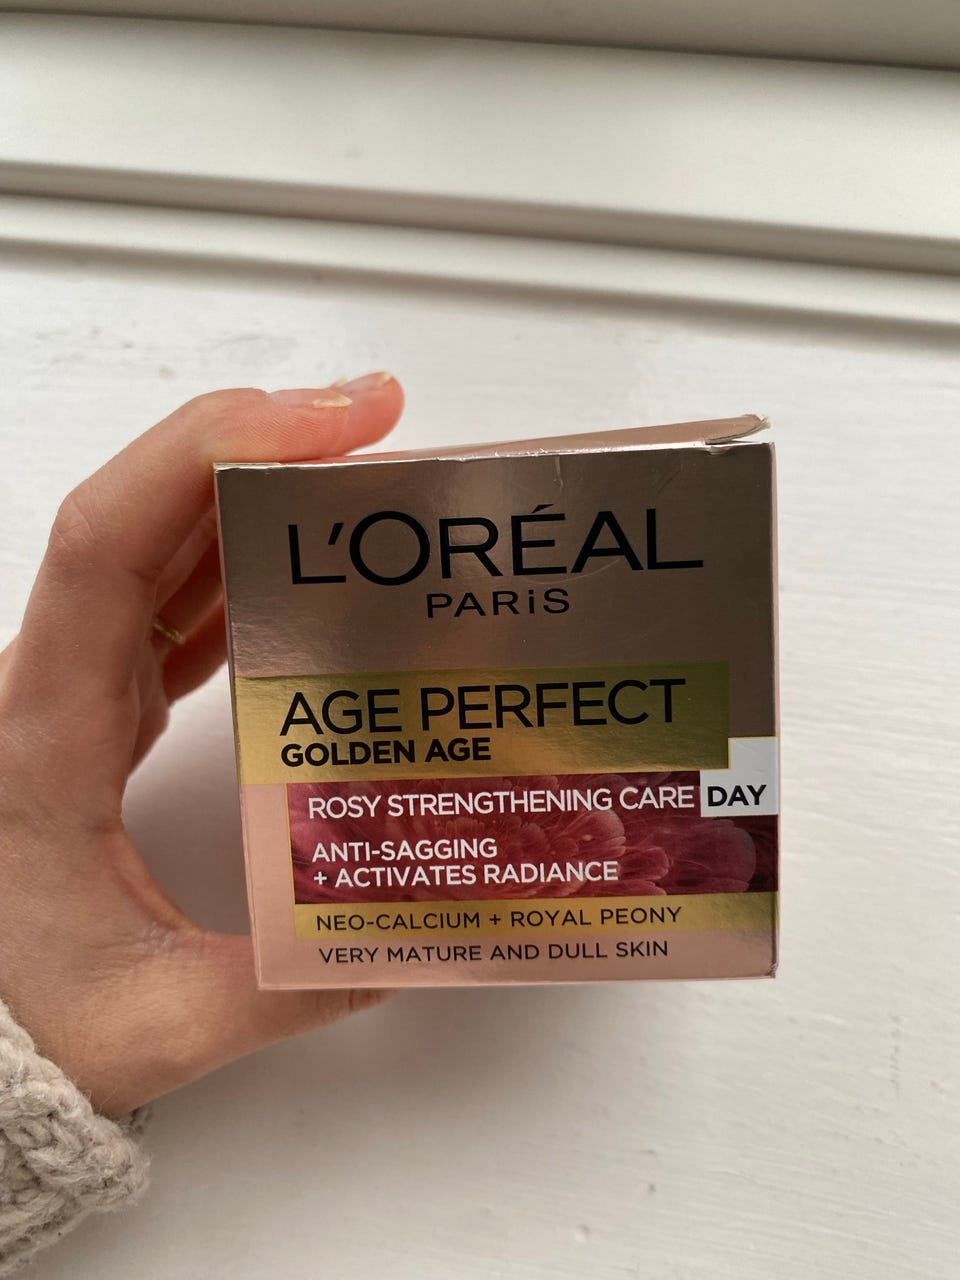 L'ORÉAL
PARiS
AGE PERFECT
GOLDEN AGE
ROSY STRENGTHENING CARE DAY
ANTI-SAGGING
+ ACTIVATES RADIANCE
NEO-CALCIUM + ROYAL PEONY
VERY MATURE AND DULL SKIN